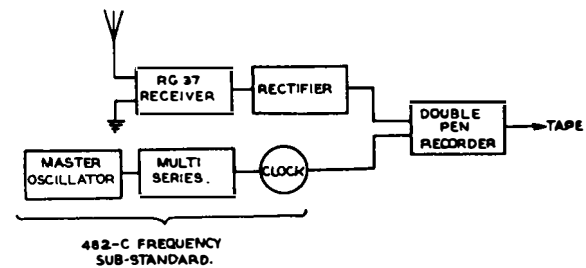 RG 37
RECEIVER
RECTIFIER
DOUBLE
PEN
RECORDER
TAPE
MASTER
OSCILLATOR
MULTI
SERIES.
CLOCK
482-C FREQUENCY
SUB-STANDARD.